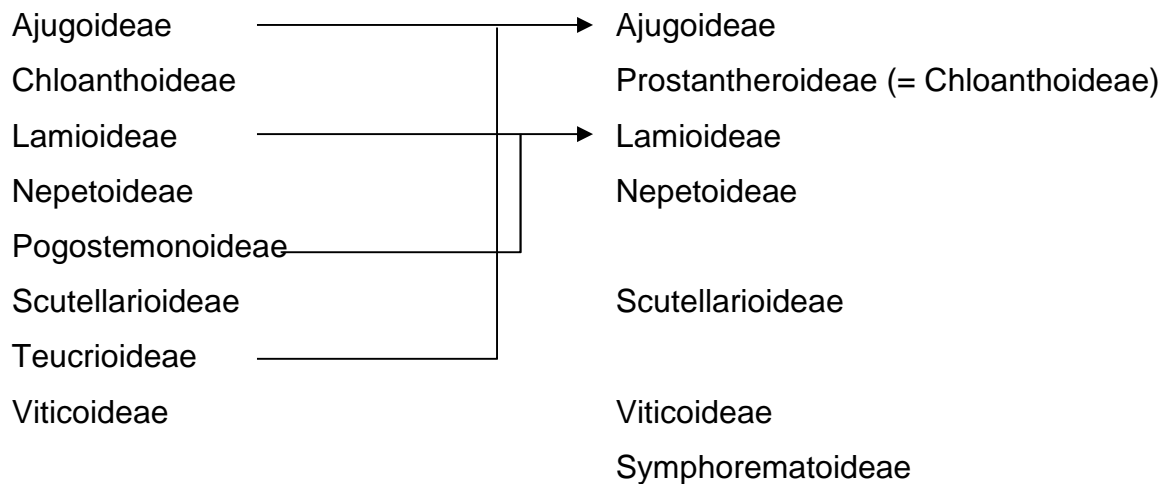 Ajugoideae Ajugoideae
Chloanthoideae Prostantheroideae (= Chloanthoideae)
Lamioideae Lamioideae
Nepetoideae Nepetoideae
Pogostemonoideae
Scutellarioideae Scutellarioideae
Teucrioideae
Viticoideae Viticoideae
Symphorematoideae